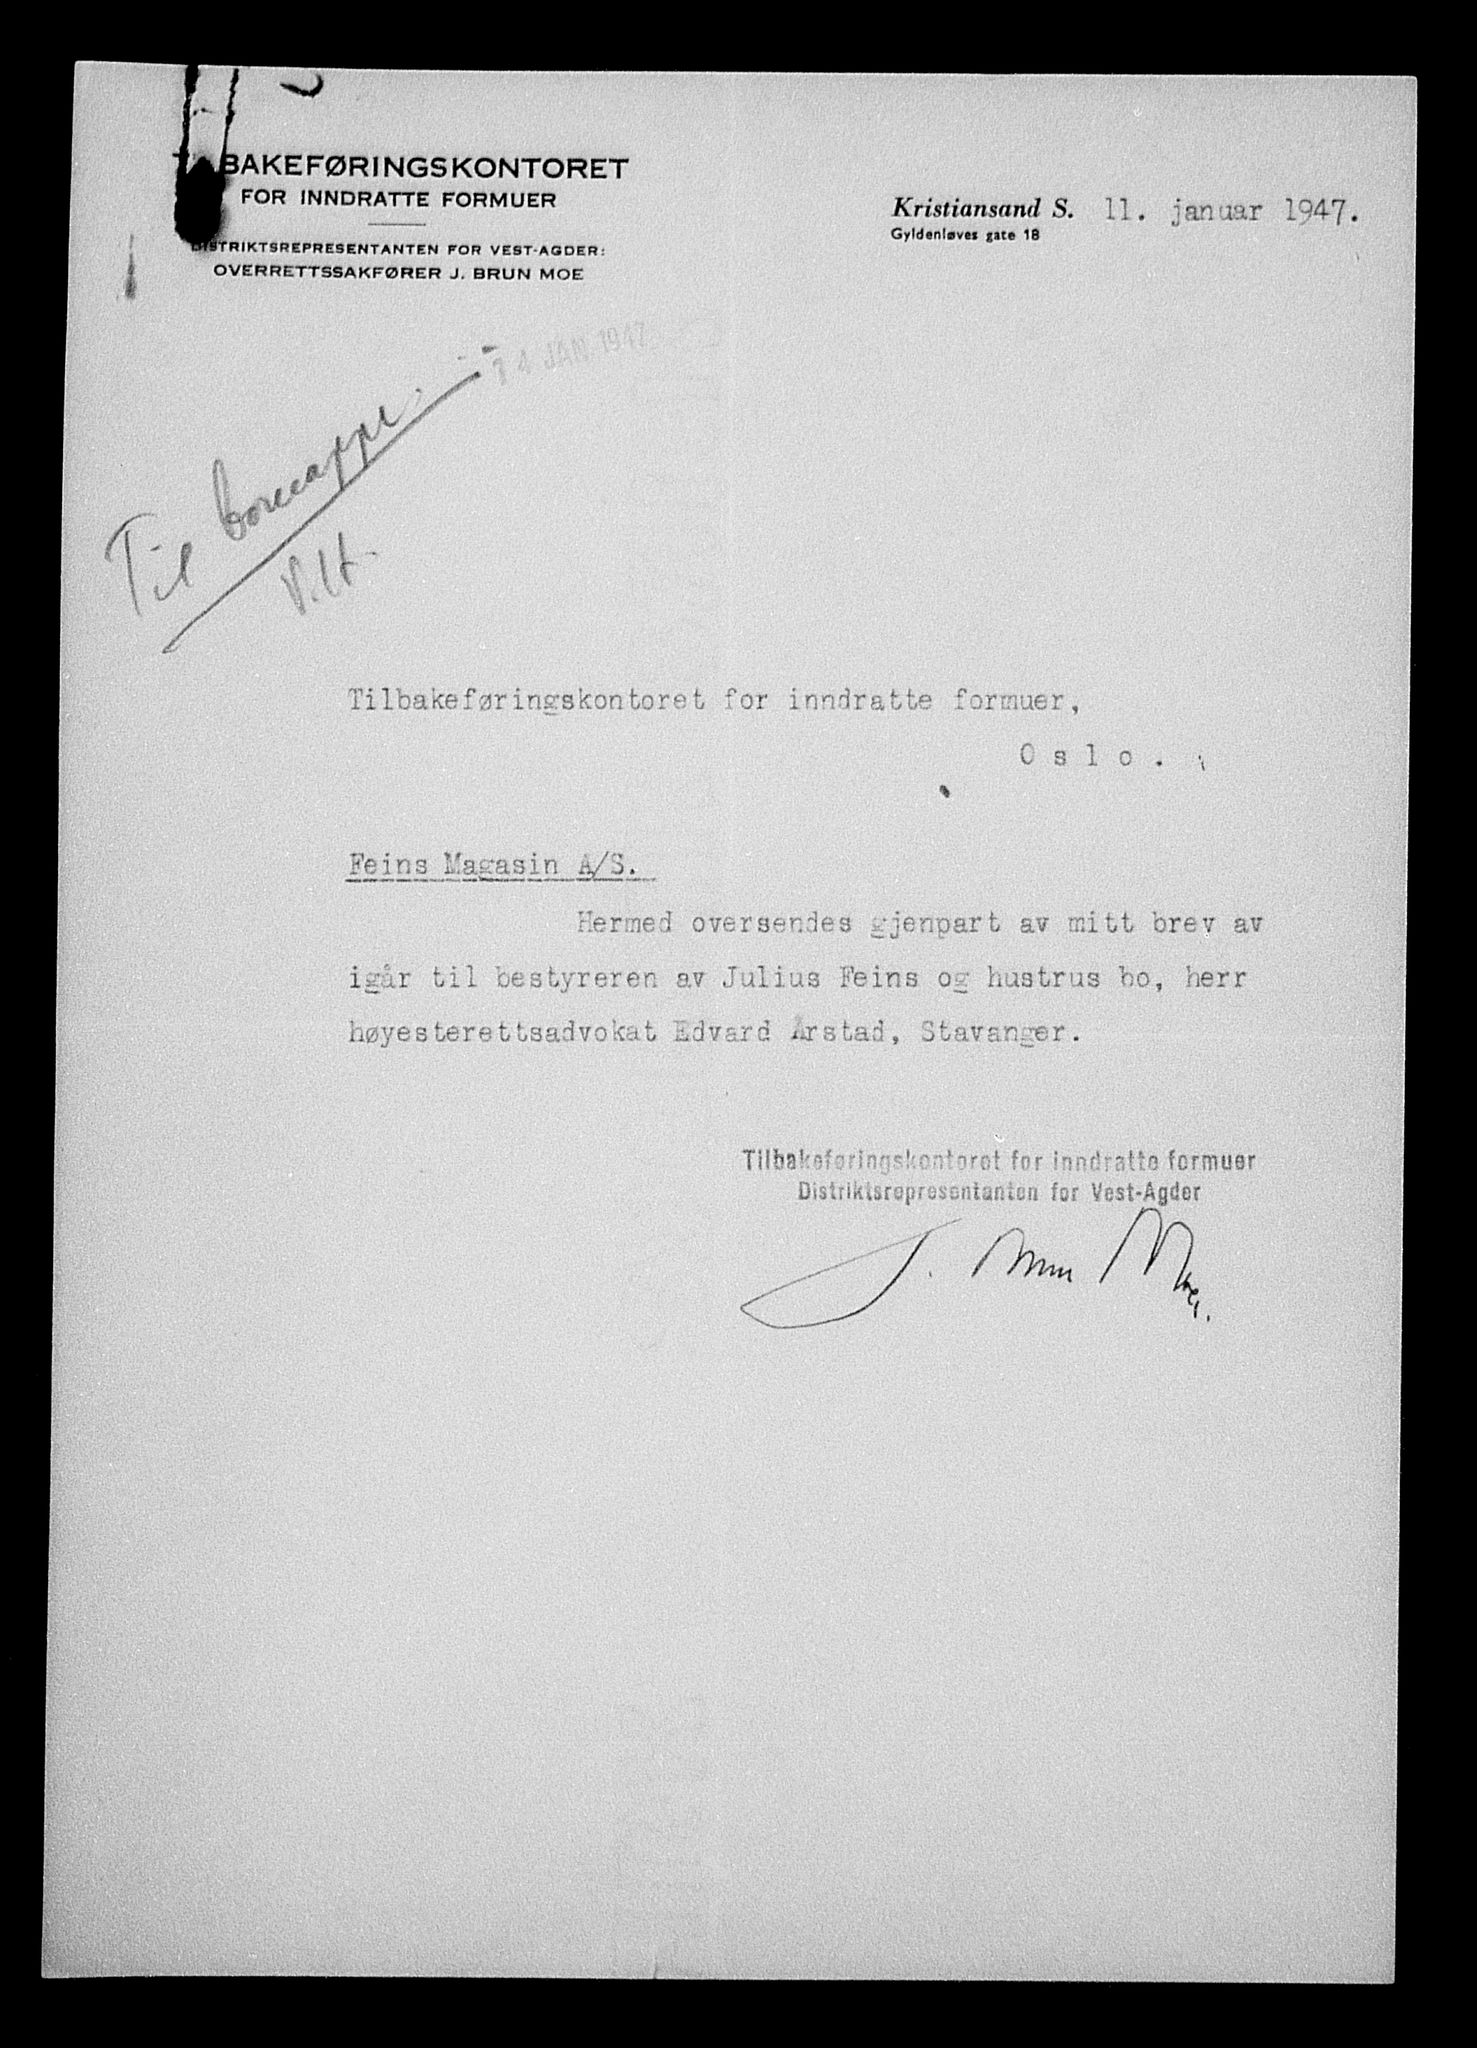 BAKEFØRINGSKONTORET
FOR INNDRATTE FORMUER
DISTRIKTSREPRESENTANTEN FOR VEST-AGDER:
OVERRETTSSAKFØRER J. BRUN MOE
Kristiansand S. 11. januar 1947.
Gyldenløves gate 18
14 JAN 1947
Til
Tilbakeføringskontoret for inndratte formuer,
Oslo.
Feins Magasin A/S.
Hermed oversendes gjenpart av mitt brev av
igår til bestyreren av Julius Feins og hustrus bo, herr
høyesterettsadvokat Edvard Årstad, Stavanger.
Tilbakeføringskontoret for inndratte formuer
Distriktsrepresentanten for Vest-Agder
J. Brun Moe.